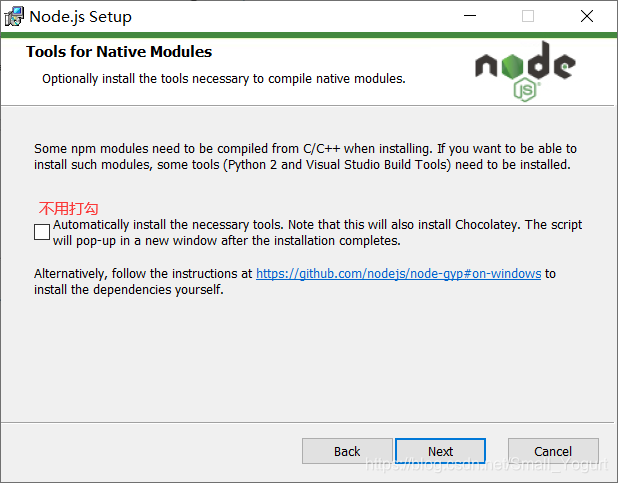 Node.js Setup
Tools for Native Modules
Optionally install the tools necessary to compile native modules.
node
JS
Some npm modules need to be compiled from C/C++ when installing. If you want to be able to
install such modules, some tools (Python 2 and Visual Studio Build Tools) need to be installed.
不用打勾
Automatically install the necessary tools. Note that this will also install Chocolatey. The script
will pop-up in a new window after the installation completes.
Alternatively, follow the instructions at https://github.com/nodejs/node-gyp#on-windows to
install the dependencies yourself.
Back Next Cancel
https://blog.csdn.net/Small_Yogurt